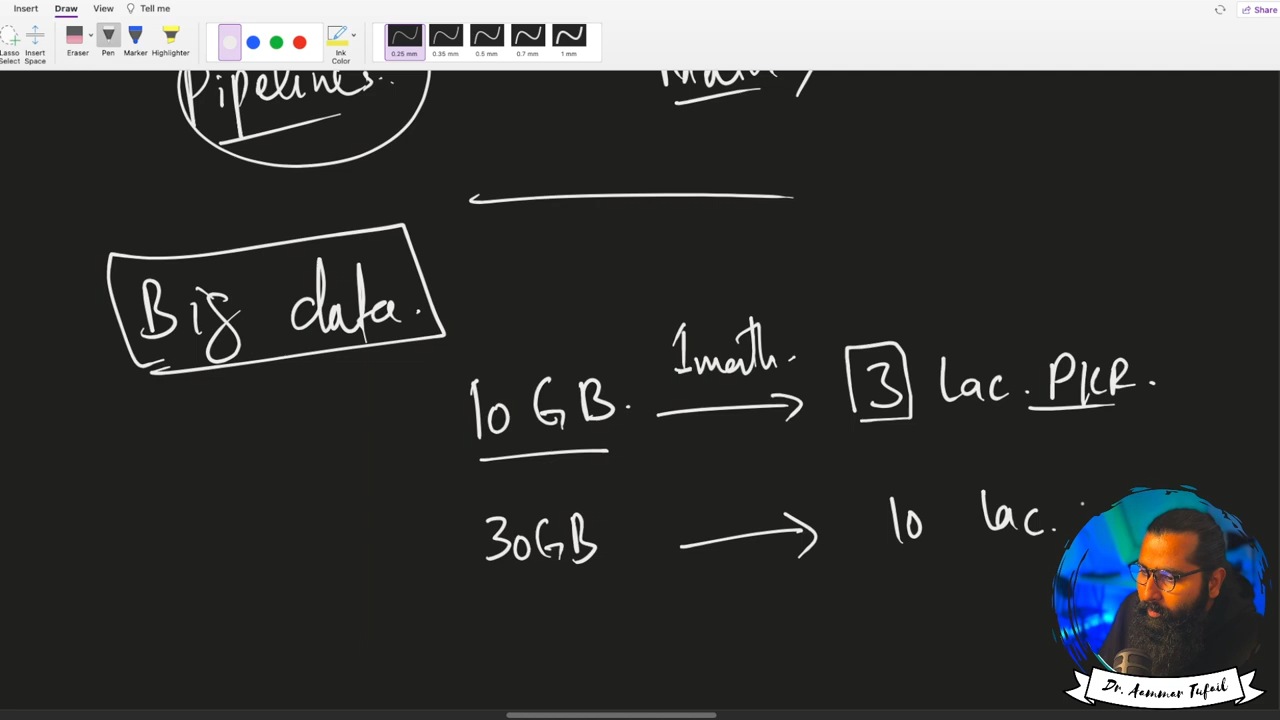 Insert Draw View Tell me
Share
Lasso Select Insert Space Eraser Pen Marker Highlighter Ink Color 0.25 mm 0.35 mm 0.5 mm 0.7 mm 1 mm
Pipelines..
Big data.
1 month.
10 GB. 3 lac. PKR.
30GB 10 lac.
Dr. Aammar Tufail